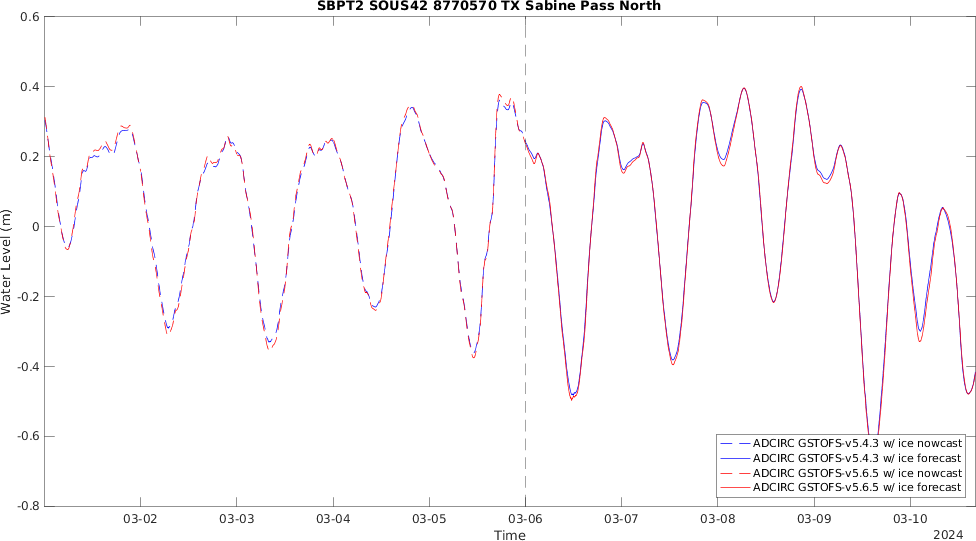 SBPT2 SOUS42 8770570 TX Sabine Pass North
0.6
0.4
0.2
0
-0.2
-0.4
-0.6
-0.8
Water Level (m)
ADCIRC GSTOFS-v5.4.3 w/ ice nowcast
ADCIRC GSTOFS-v5.4.3 w/ ice forecast
ADCIRC GSTOFS-v5.6.5 w/ ice nowcast
ADCIRC GSTOFS-v5.6.5 w/ ice forecast
03-02 03-03 03-04 03-05 03-06 03-07 03-08 03-09 03-10
Time
2024